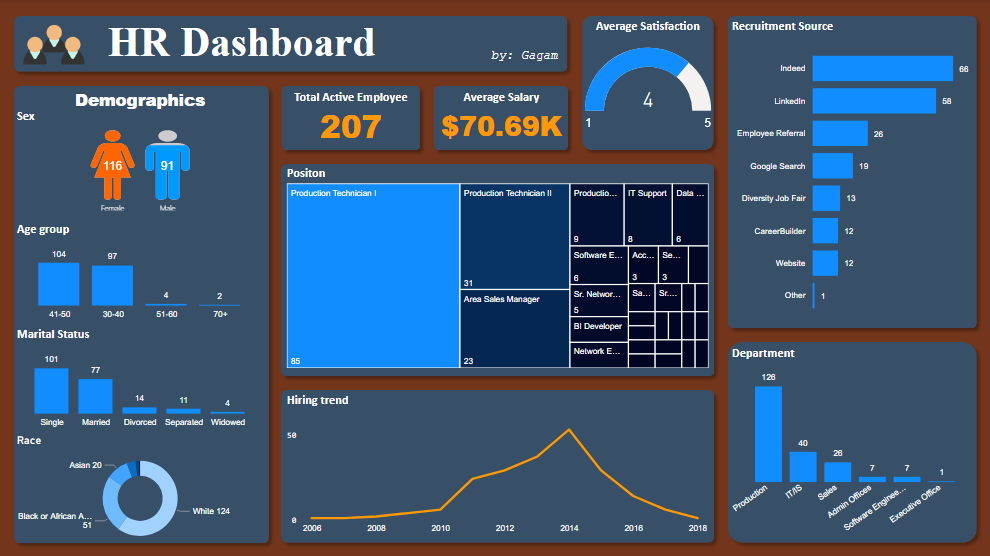 HR Dashboard
by: Gagam
Average Satisfaction
4
1
5
Recruitment Source
Indeed
66
LinkedIn
58
Employee Referral
26
Google Search
19
Diversity Job Fair
13
CareerBuilder
12
Website
12
Other
1
Demographics
Sex
116
91
Female
Male
Age group
104
97
4
2
41-50
30-40
51-60
70+
Marital Status
101
77
14
11
4
Single
Married
Divorced
Separated
Widowed
Race
Asian 20
White 124
Black or African A...
51
Total Active Employee
207
Average Salary
$70.69K
Positon
Production Technician I
85
Production Technician II
31
Area Sales Manager
23
Productio...
9
IT Support
8
Data ...
6
Software E...
6
Acc...
3
Se...
3
Sr. Networ...
5
Sa...
Sr....
BI Developer
Network E...
Hiring trend
50
0
2006
2008
2010
2012
2014
2016
2018
Department
126
40
26
7
7
1
Production
IT/IS
Sales
Admin Offices
Software Enginee...
Executive Office